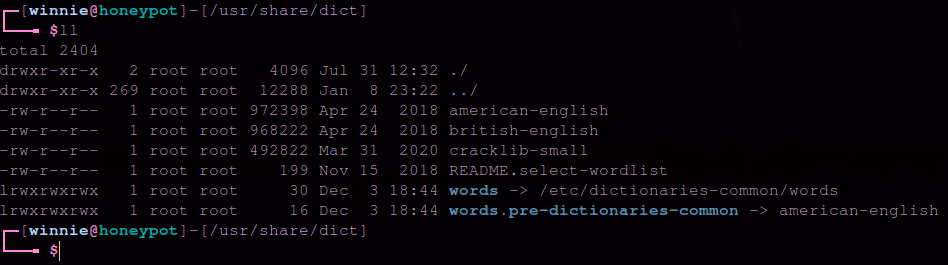 ┌─[winnie@honeypot]-[/usr/share/dict]
└──╼ $ll
total 2404
drwxr-xr-x   2 root root   4096 Jul 31 12:32 ./
drwxr-xr-x 269 root root  12288 Jan  8 23:22 ../
-rw-r--r--   1 root root 972398 Apr 24  2018 american-english
-rw-r--r--   1 root root 968222 Apr 24  2018 british-english
-rw-r--r--   1 root root 492822 Mar 31  2020 cracklib-small
-rw-r--r--   1 root root    199 Nov 15  2018 README.select-wordlist
lrwxrwxrwx   1 root root     30 Dec  3 18:44 words -> /etc/dictionaries-common/words
lrwxrwxrwx   1 root root     16 Dec  3 18:44 words.pre-dictionaries-common -> american-english
┌─[winnie@honeypot]-[/usr/share/dict]
└──╼ $